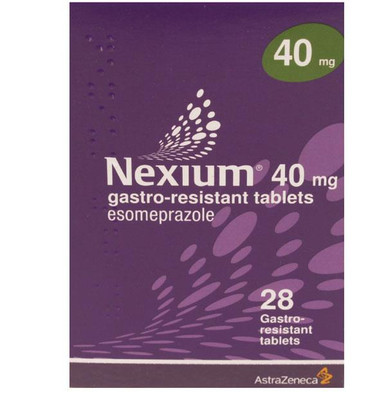 40 mg
Nexium® 40 mg
gastro-resistant tablets
esomeprazole
28
Gastro-
resistant
tablets
AstraZeneca